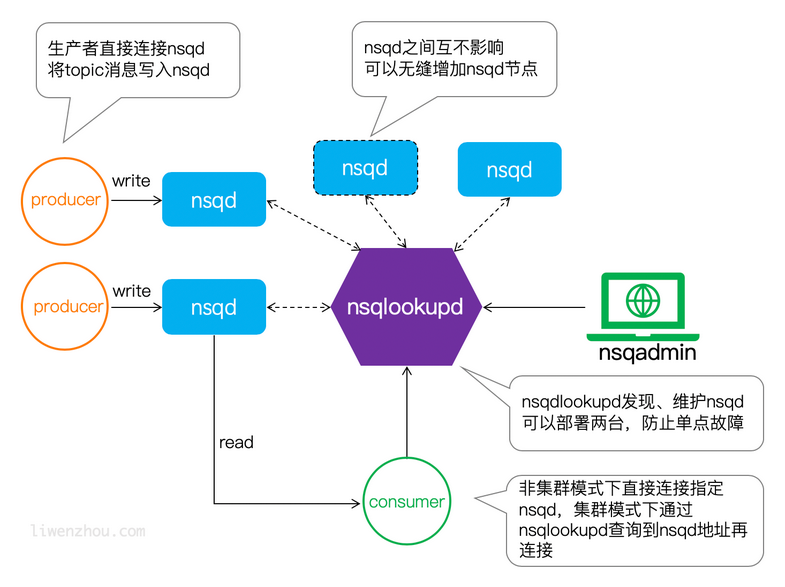 生产者直接连接nsqd
将topic消息写入nsqd
nsqd之间互不影响
可以无缝增加nsqd节点
nsqd
nsqd
producer
write
nsqd
producer
write
nsqd
nsqlookupd
nsqadmin
nsqdlookupd发现、维护nsqd
可以部署两台，防止单点故障
read
consumer
非集群模式下直接连接指定
nsqd，集群模式下通过
nsqlookupd查询到nsqd地址再
连接
liwenzhou.com